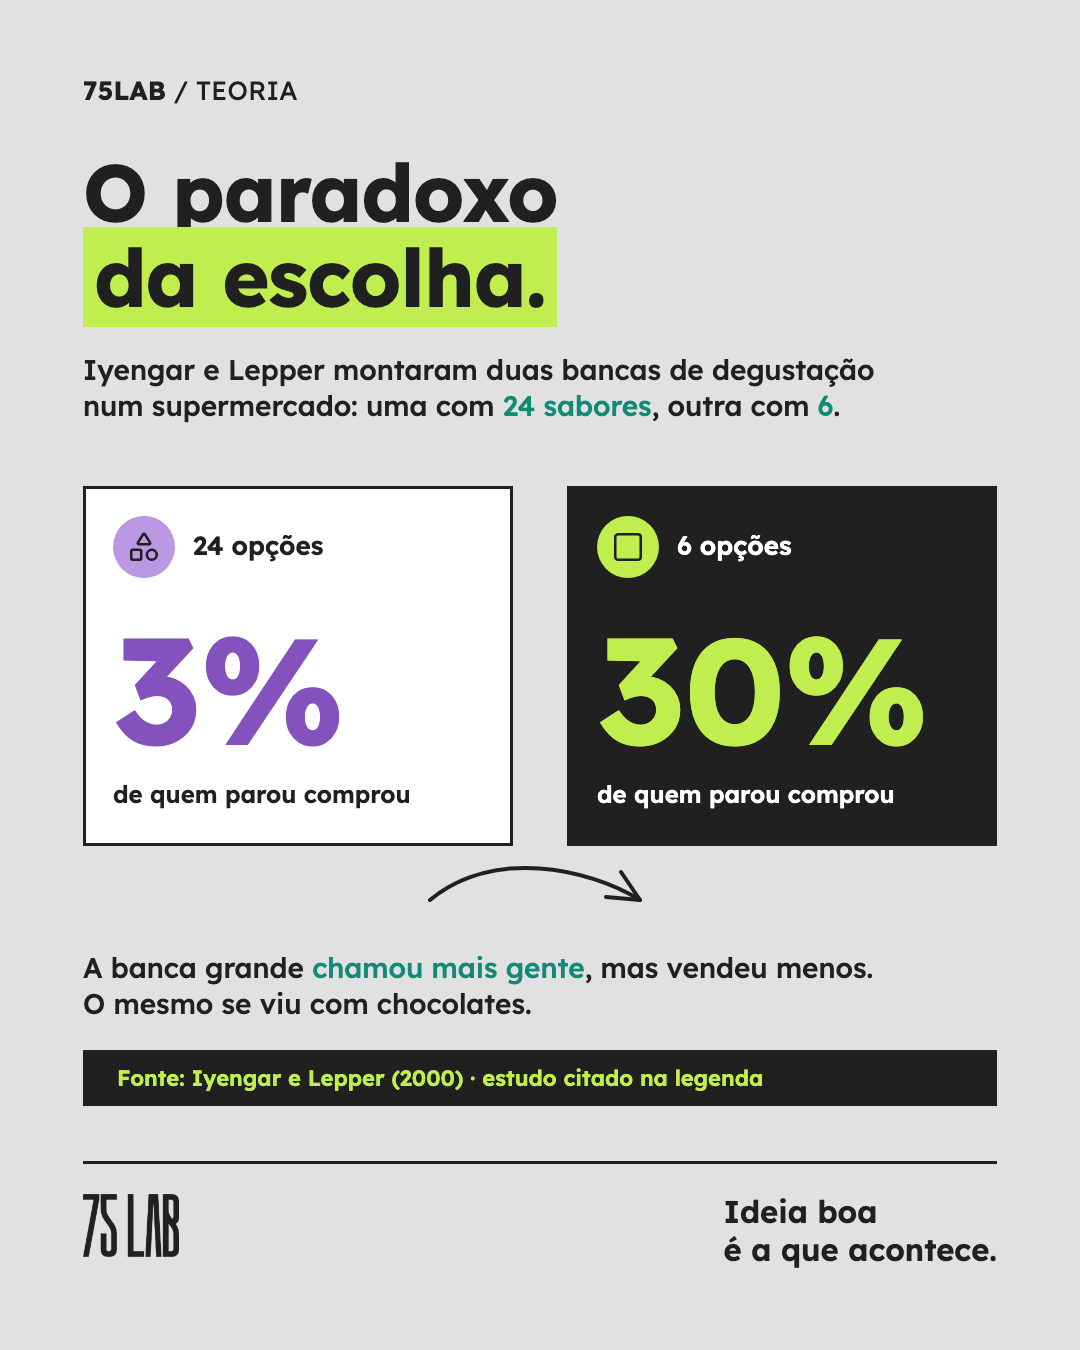 75LAB / TEORIA
O paradoxo
da escolha.
Iyengar e Lepper montaram duas bancas de degustação
num supermercado: uma com 24 sabores, outra com 6.
24 opções
3%
de quem parou comprou
6 opções
30%
de quem parou comprou
A banca grande chamou mais gente, mas vendeu menos.
O mesmo se viu com chocolates.
Fonte: Iyengar e Lepper (2000) · estudo citado na legenda
75 LAB
Ideia boa
é a que acontece.